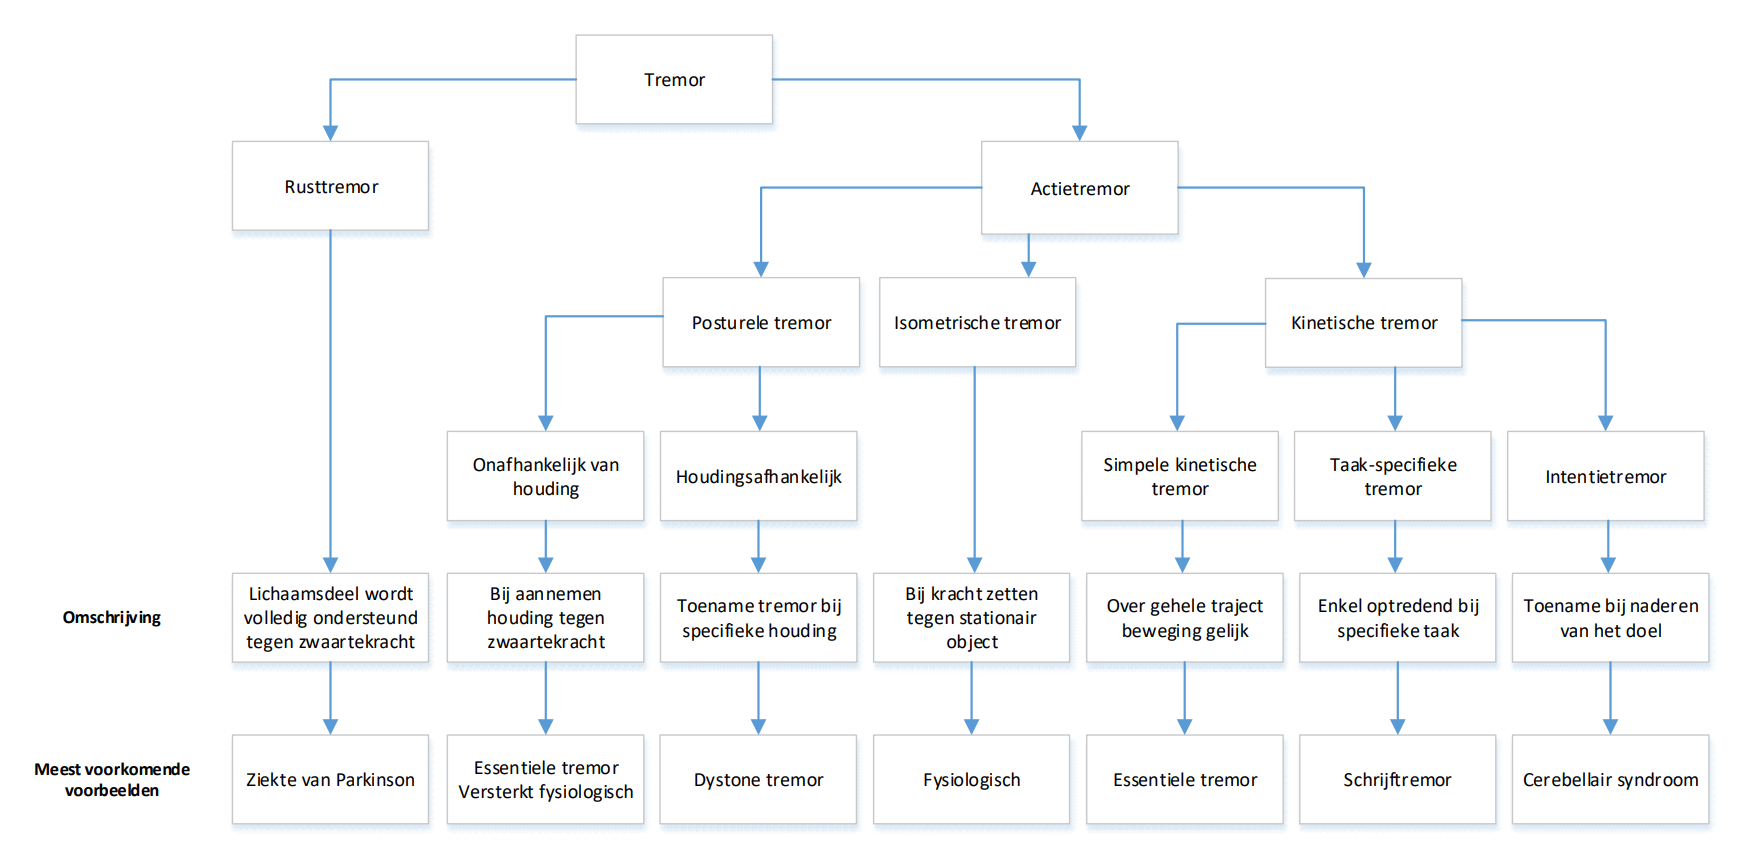 Tremor
Rusttremor
Actietremor
Posturele tremor
Isometrische tremor
Kinetische tremor
Onafhankelijk van
houding
Houdingsafhankelijk
Simpele kinetische
tremor
Taak-specifieke
tremor
Intentietremor
Omschrijving
Lichaamsdeel wordt
volledig ondersteund
tegen zwaartekracht
Bij aannemen
houding tegen
zwaartekracht
Toename tremor bij
specifieke houding
Bij kracht zetten
tegen stationair
object
Over gehele traject
beweging gelijk
Enkel optredend bij
specifieke taak
Toename bij naderen
van het doel
Meest voorkomende
voorbeelden
Ziekte van Parkinson
Essentiele tremor
Versterkt fysiologisch
Dystone tremor
Fysiologisch
Essentiele tremor
Schrijftremor
Cerebellair syndroom